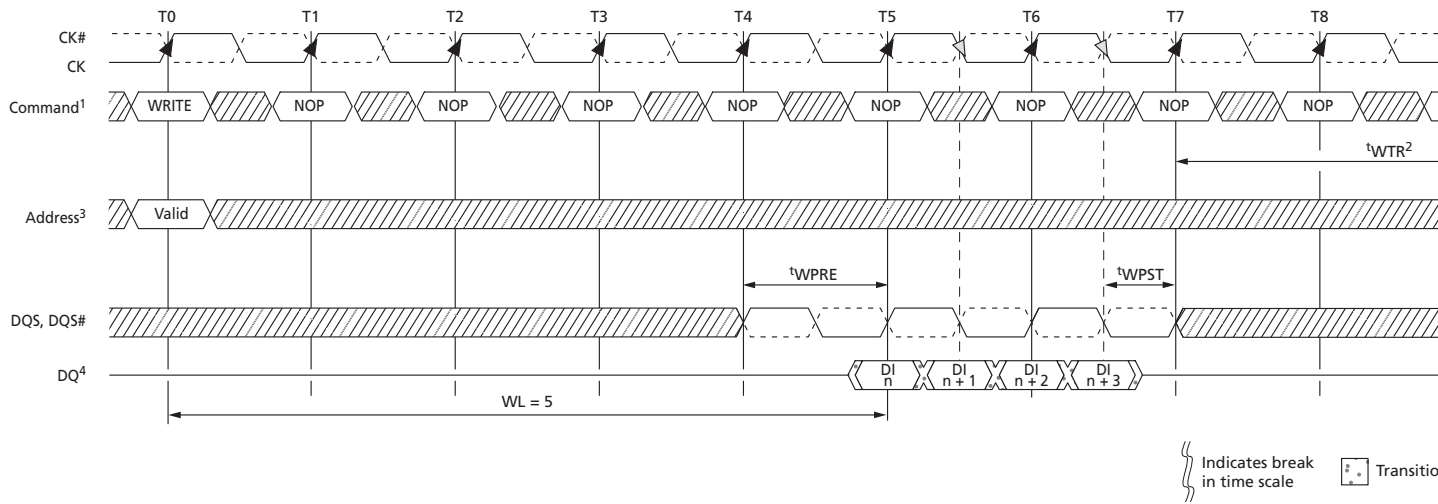 T0 T1 T2 T3 T4 T5 T6 T7 T8
CK#
CK
Command¹ WRITE NOP NOP NOP NOP NOP NOP NOP NOP
ᵗWTR²
Address³ Valid
ᵗWPRE ᵗWPST
DQS, DQS#
DQ⁴ DI n DI n + 1 DI n + 2 DI n + 3
WL = 5
Indicates break
in time scale